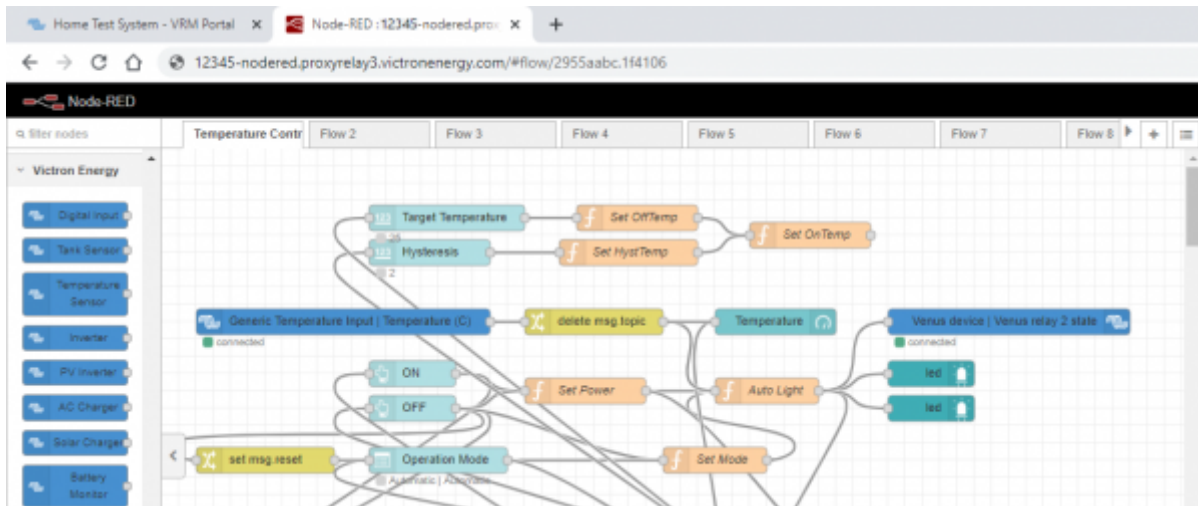 Home Test System - VRM Portal
Node-RED : 12345-nodered.prox
12345-nodered.proxyrelay3.victronenergy.com/#flow/2955aabc.1f4106
Node-RED
filter nodes
Temperature Contr
Flow 2
Flow 3
Flow 4
Flow 5
Flow 6
Flow 7
Flow 8
Victron Energy
Digital Input
Tank Sensor
Temperature
Sensor
Inverter
PV Inverter
AC Charger
Solar Charger
Battery
Monitor
Target Temperature
Set OffTemp
Set OnTemp
Hysteresis
Set HystTemp
2
Generic Temperature Input | Temperature (C)
connected
delete msg.topic
Temperature
Venus device | Venus relay 2 state
connected
ON
led
Set Power
Auto Light
OFF
led
set msg.reset
Operation Mode
Set Mode
Automatic | Automatic